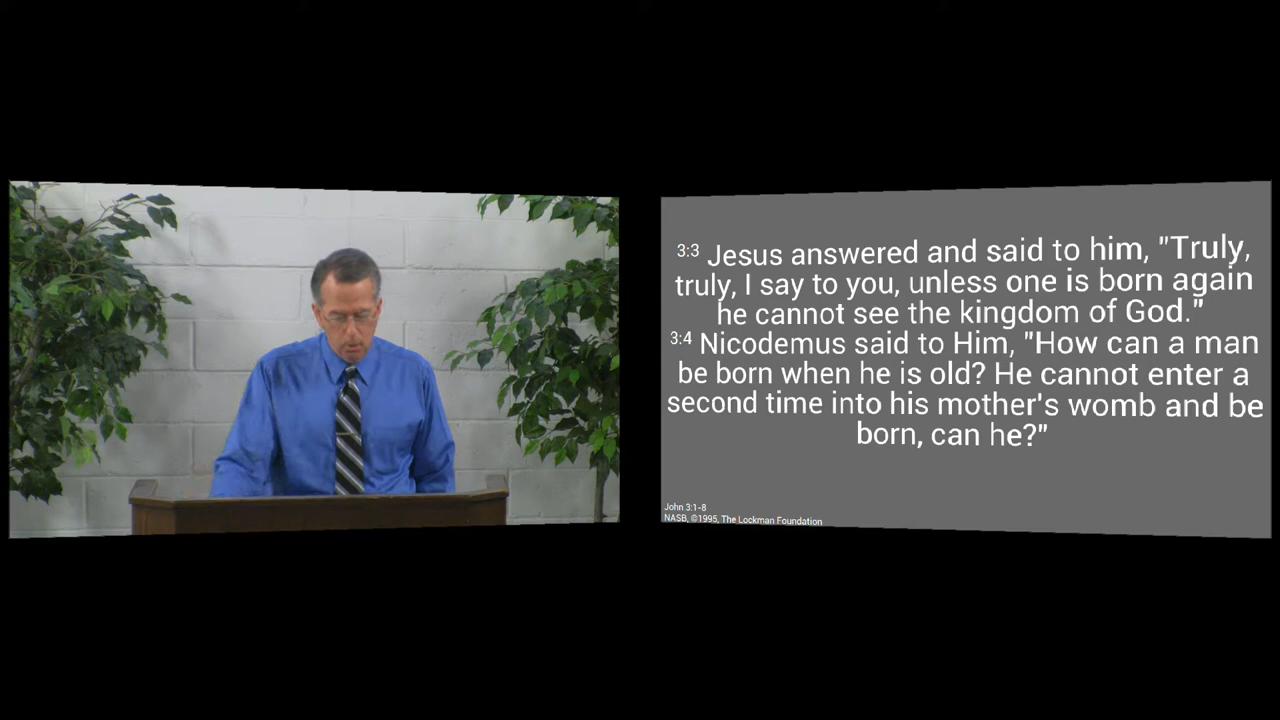 3:3 Jesus answered and said to him, "Truly,
truly, I say to you, unless one is born again
he cannot see the kingdom of God."
3:4 Nicodemus said to Him, "How can a man
be born when he is old? He cannot enter a
second time into his mother's womb and be
born, can he?"
John 3:1-8
NASB, ©1995, The Lockman Foundation